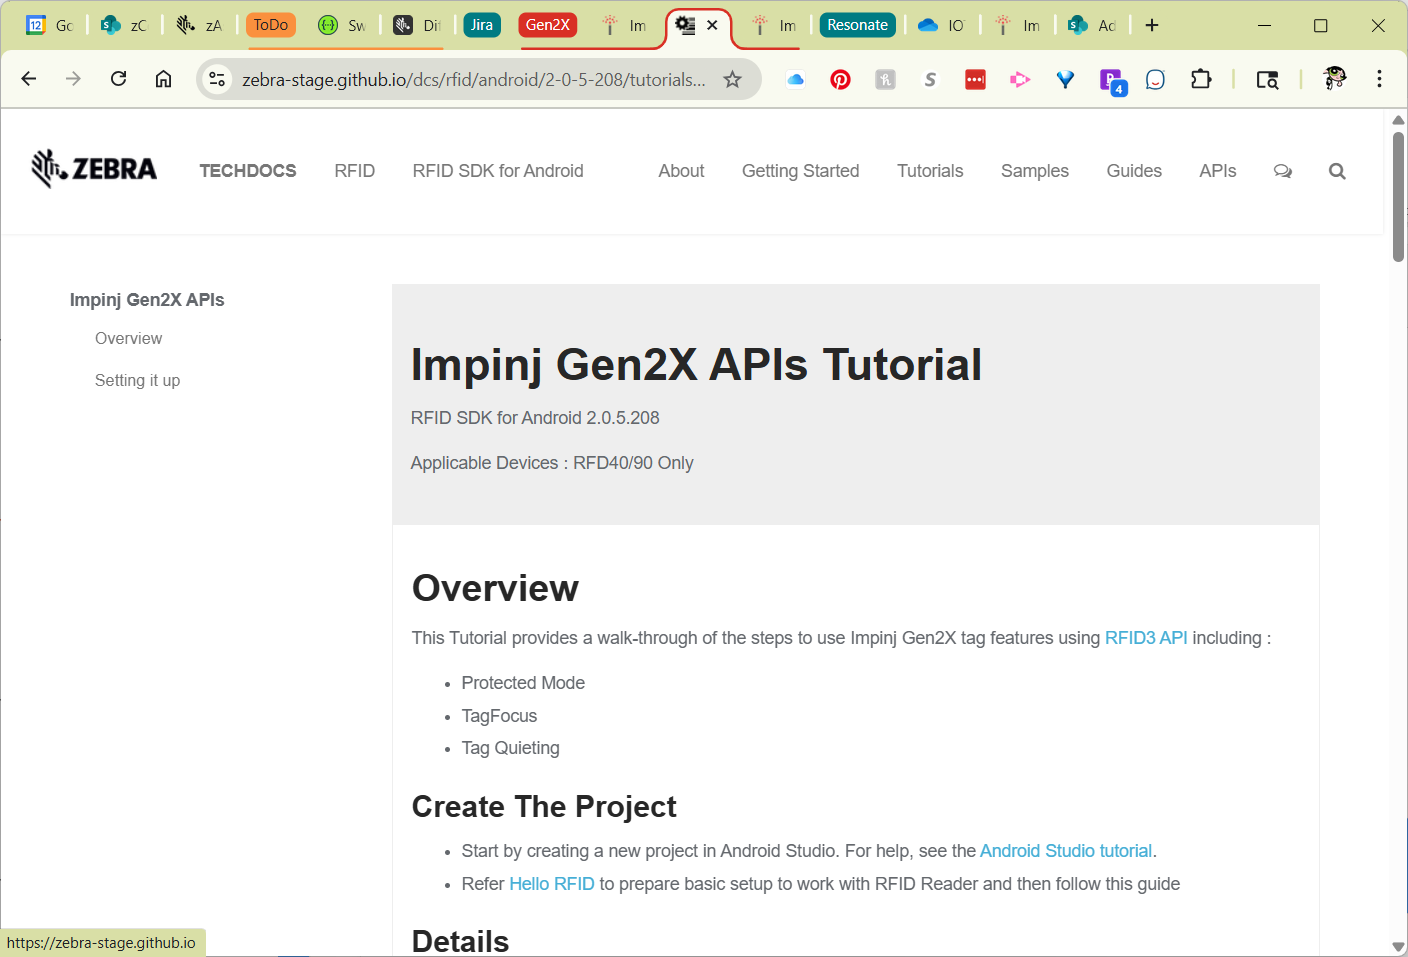 12 Go zC zA ToDo Sw Dif Jira Gen2X Im Im Resonate IO Im Ad
zebra-stage.github.io/dcs/rfid/android/2-0-5-208/tutorials...
4
ZEBRA TECHDOCS RFID RFID SDK for Android About Getting Started Tutorials Samples Guides APIs
Impinj Gen2X APIs
Overview
Setting it up
Impinj Gen2X APIs Tutorial
RFID SDK for Android 2.0.5.208
Applicable Devices : RFD40/90 Only
Overview
This Tutorial provides a walk-through of the steps to use Impinj Gen2X tag features using RFID3 API including :
• Protected Mode
• TagFocus
• Tag Quieting
Create The Project
• Start by creating a new project in Android Studio. For help, see the Android Studio tutorial.
• Refer Hello RFID to prepare basic setup to work with RFID Reader and then follow this guide
Details
https://zebra-stage.github.io